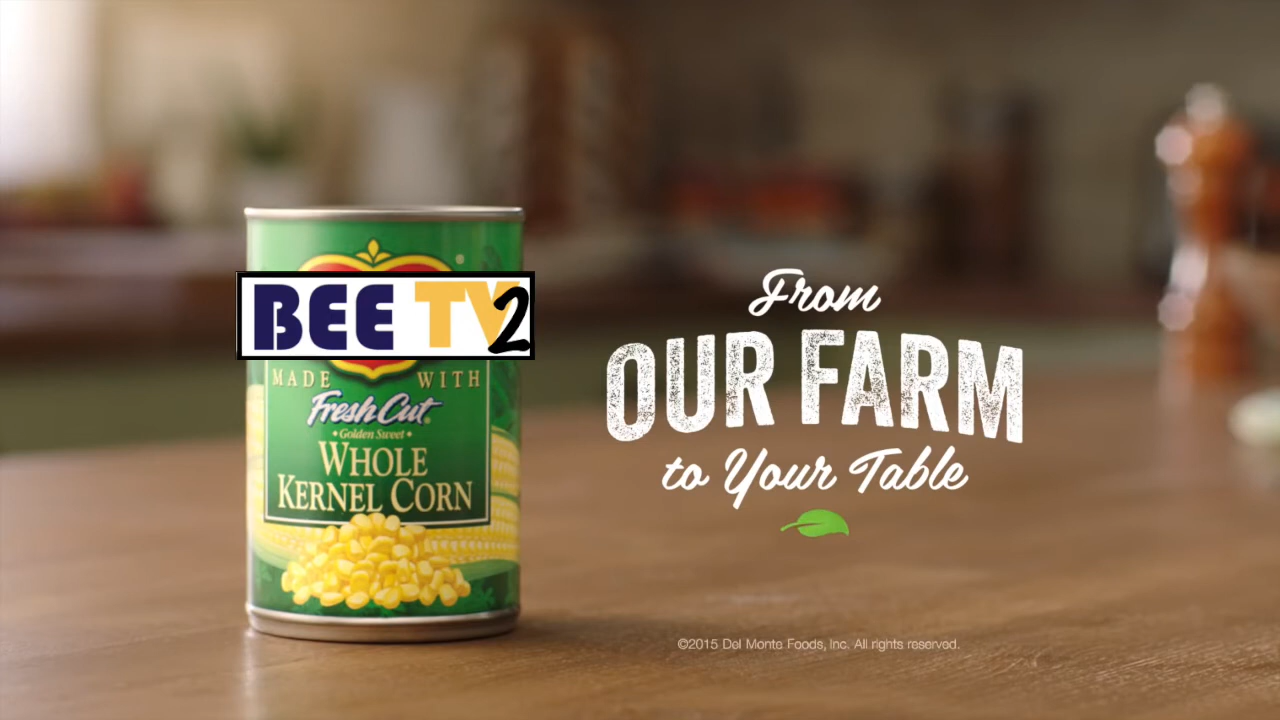 BEE TV2
MADE WITH
Fresh Cut®
• Golden Sweet •
WHOLE
KERNEL CORN
From
OUR FARM
to Your Table
©2015 Del Monte Foods, Inc. All rights reserved.